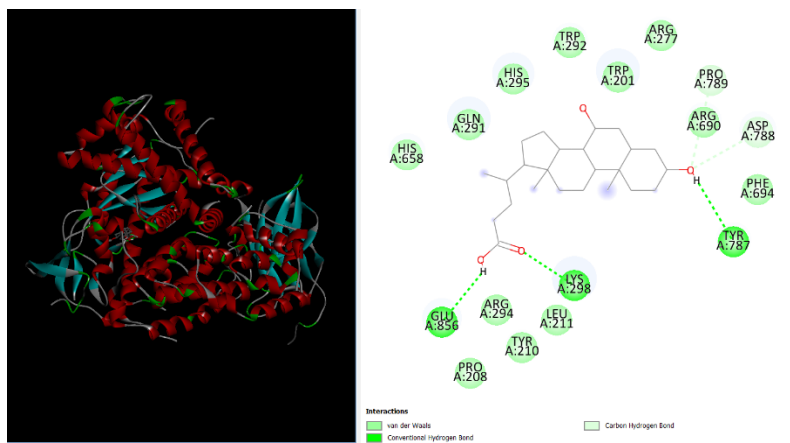 ARG
A:277
TRP
A:292
HIS
A:295
TRP
A:201
PRO
A:789
GLN
A:291
ARG
A:690
ASP
A:788
HIS
A:658
O
PHE
A:694
O
H
TYR
A:787
O
O
H
LYS
A:298
GLU
A:856
ARG
A:294
LEU
A:211
TYR
A:210
PRO
A:208
Interactions
van der Waals
Conventional Hydrogen Bond
Carbon Hydrogen Bond